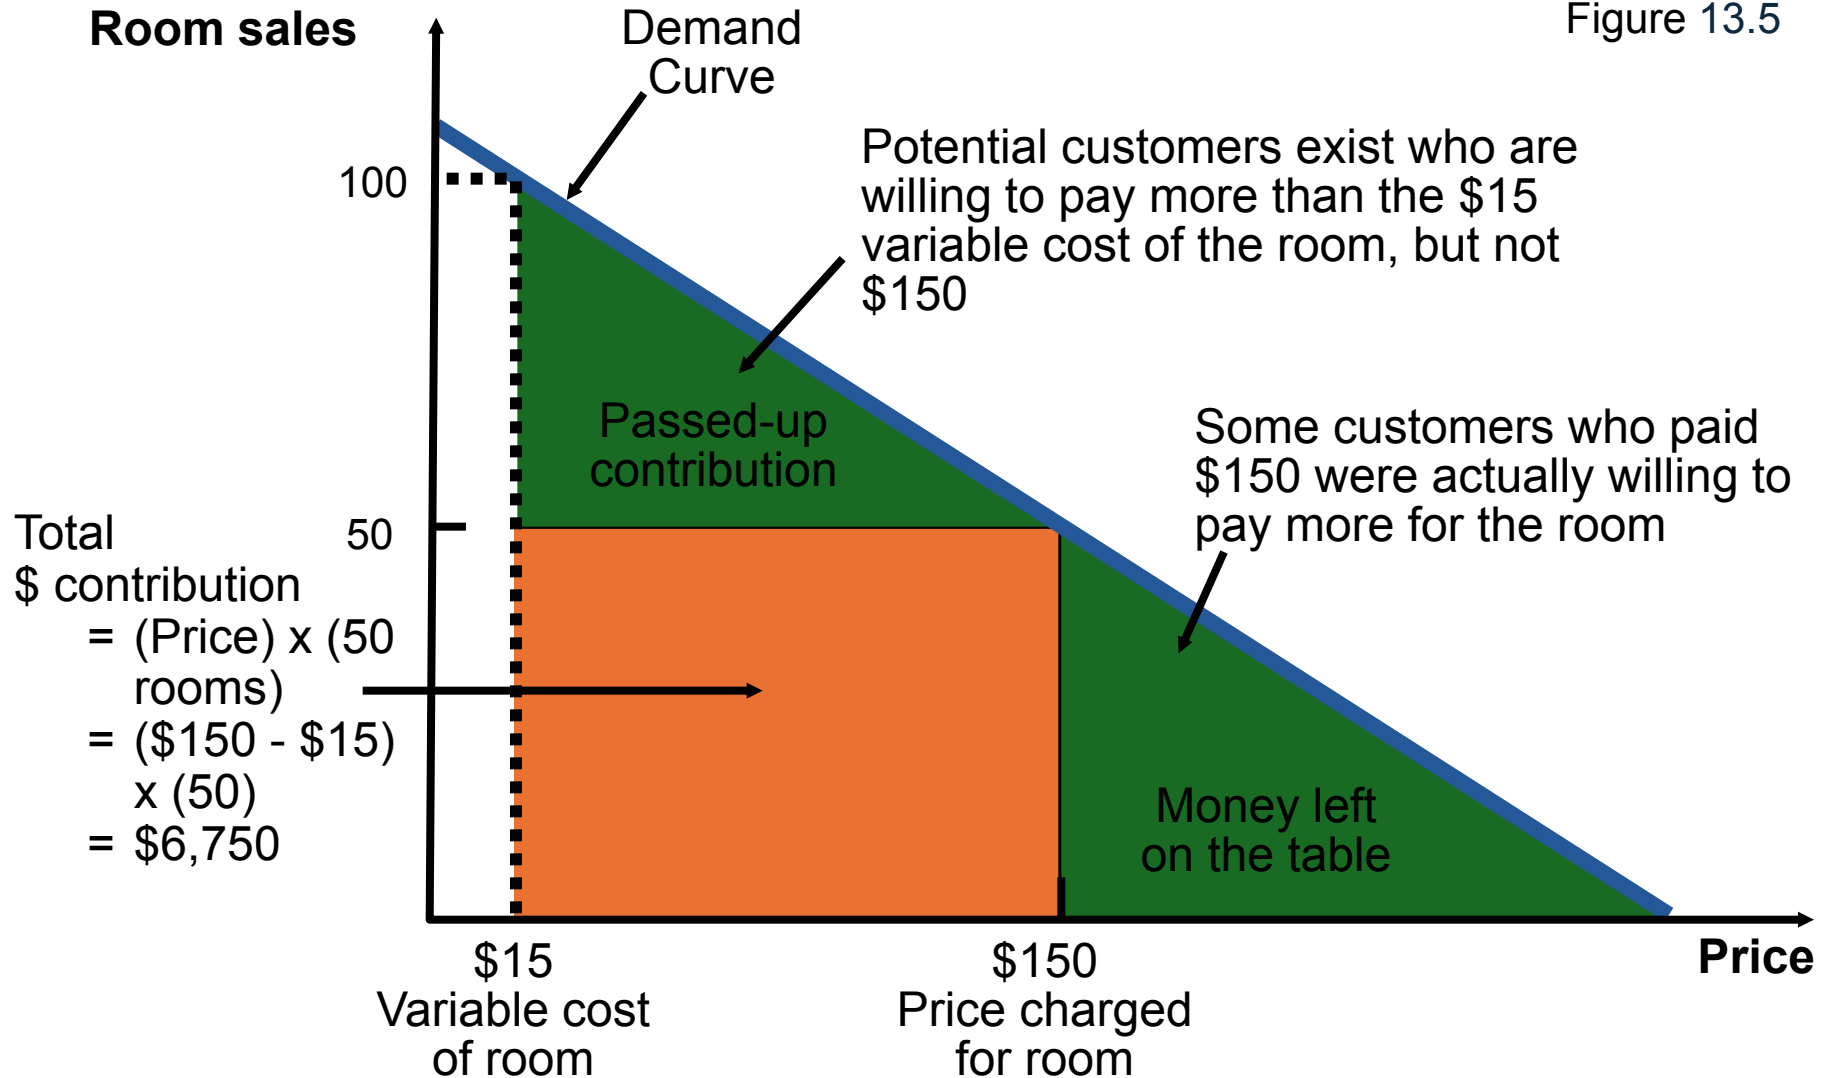 Room sales
Demand
Curve
Figure 13.5
Potential customers exist who are
willing to pay more than the $15
variable cost of the room, but not
$150
100
Passed-up
contribution
Some customers who paid
$150 were actually willing to
pay more for the room
50
Total
$ contribution
= (Price) x (50
rooms)
= ($150 - $15)
x (50)
= $6,750
Money left
on the table
$15
Variable cost
of room
$150
Price charged
for room
Price